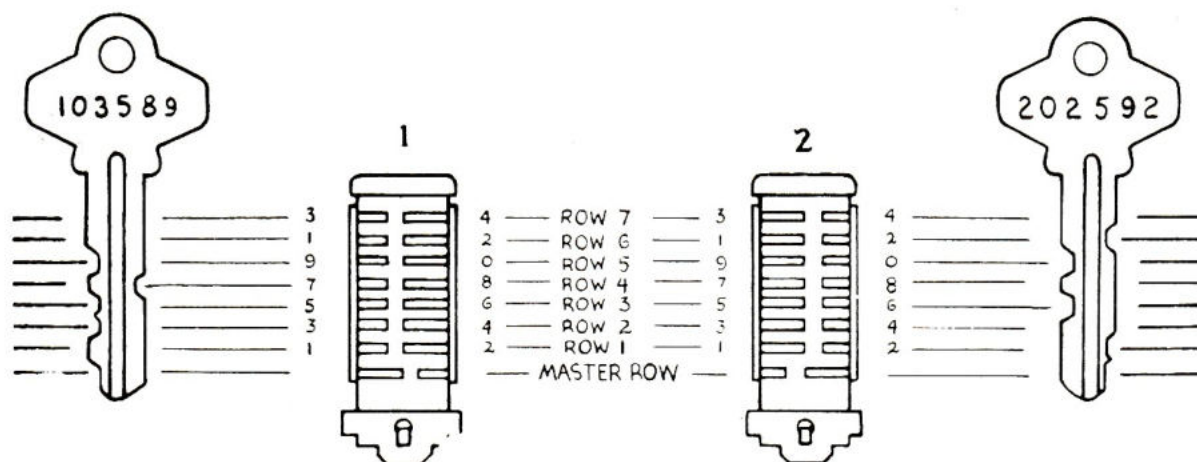 103589
202592
1
2
3 4 — ROW 7 — 3 4
1 2 — ROW 6 — 1 2
9 0 — ROW 5 — 9 0
7 8 — ROW 4 — 7 8
5 6 — ROW 3 — 5 6
3 4 — ROW 2 — 3 4
1 2 — ROW 1 — 1 2
— MASTER ROW —